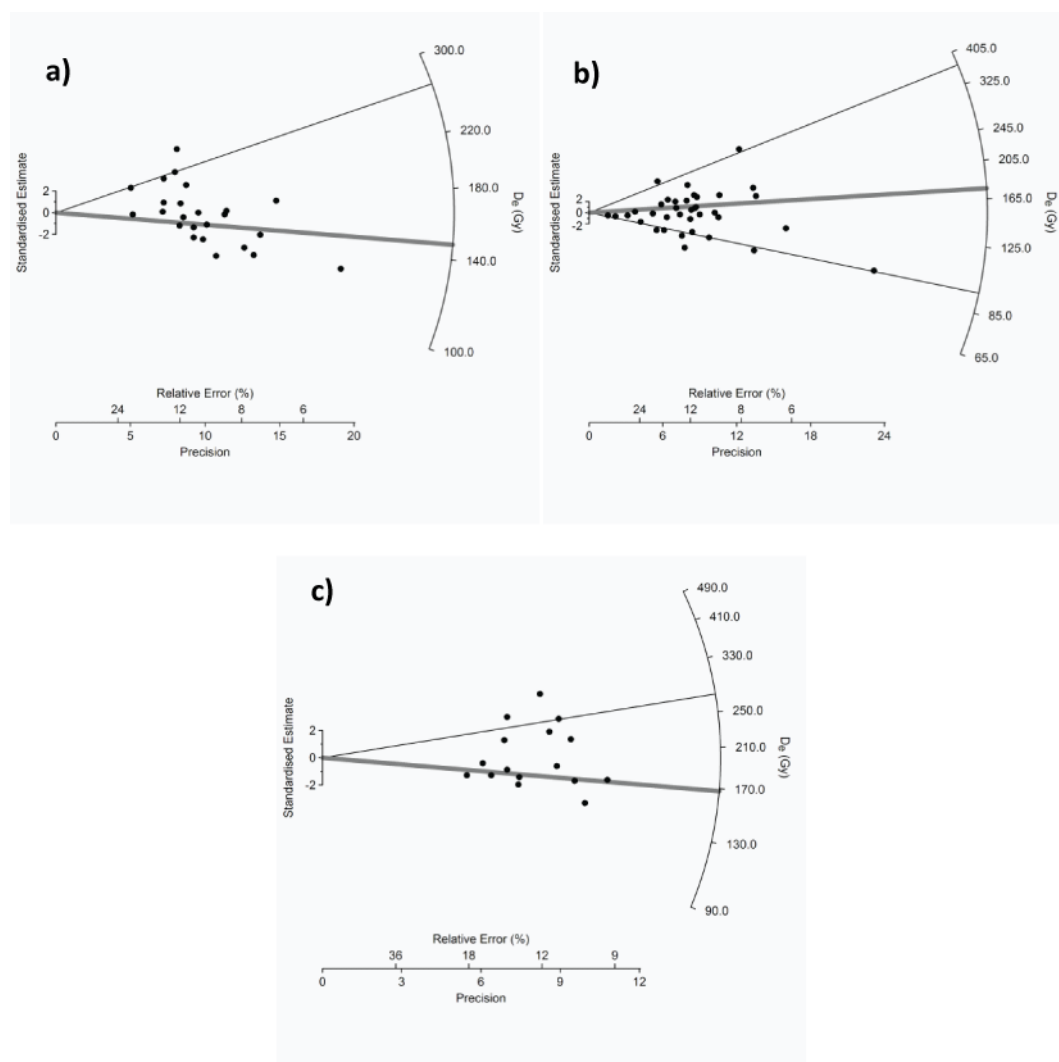 a)
300.0
220.0
180.0
140.0
100.0
De (Gy)
Standardised Estimate
2
0
-2
Relative Error (%)
24 12 8 6
0 5 10 15 20
Precision
b)
405.0
325.0
245.0
205.0
165.0
125.0
85.0
65.0
De (Gy)
Standardised Estimate
2
0
-2
Relative Error (%)
24 12 8 6
0 6 12 18 24
Precision
c)
490.0
410.0
330.0
250.0
210.0
170.0
130.0
90.0
De (Gy)
Standardised Estimate
2
0
-2
Relative Error (%)
36 18 12 9
0 3 6 9 12
Precision